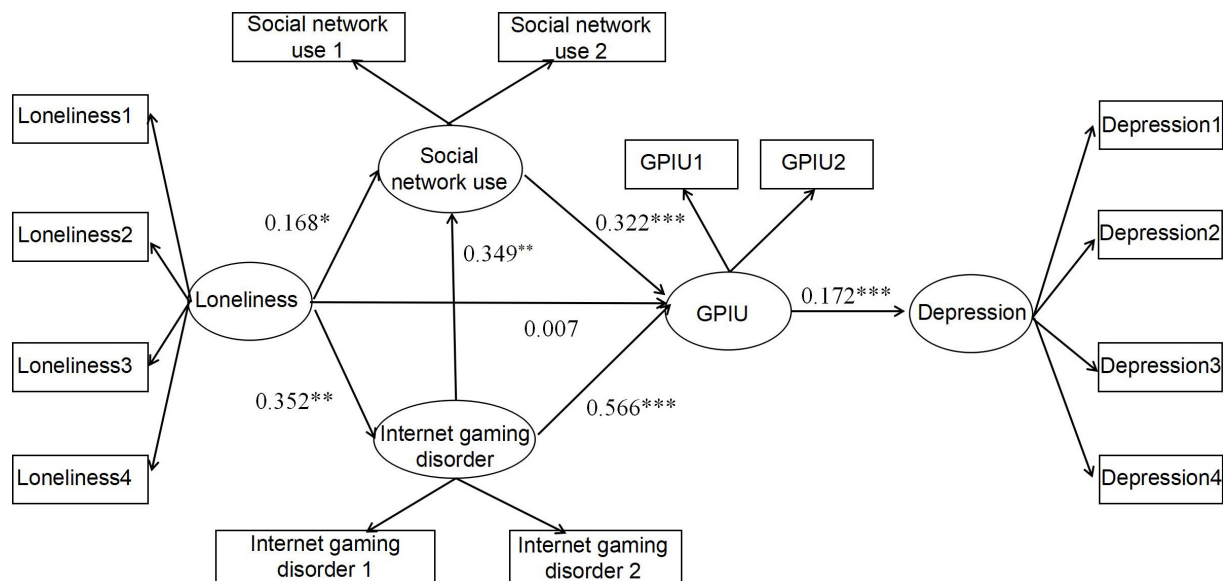 Social network
use 1
Social network
use 2
Loneliness1
Depression1
Social
network use
GPIU1
GPIU2
0.168*
0.322***
Loneliness2
Depression2
0.349**
Loneliness
GPIU
0.172***
Depression
0.007
Loneliness3
Depression3
0.352**
0.566***
Internet gaming
disorder
Loneliness4
Depression4
Internet gaming
disorder 1
Internet gaming
disorder 2